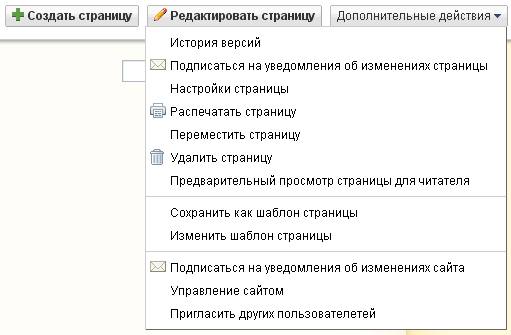 Создать страницу Редактировать страницу Дополнительные действия
История версий
Подписаться на уведомления об изменениях страницы
Настройки страницы
Распечатать страницу
Переместить страницу
Удалить страницу
Предварительный просмотр страницы для читателя
Сохранить как шаблон страницы
Изменить шаблон страницы
Подписаться на уведомления об изменениях сайта
Управление сайтом
Пригласить других пользователетей